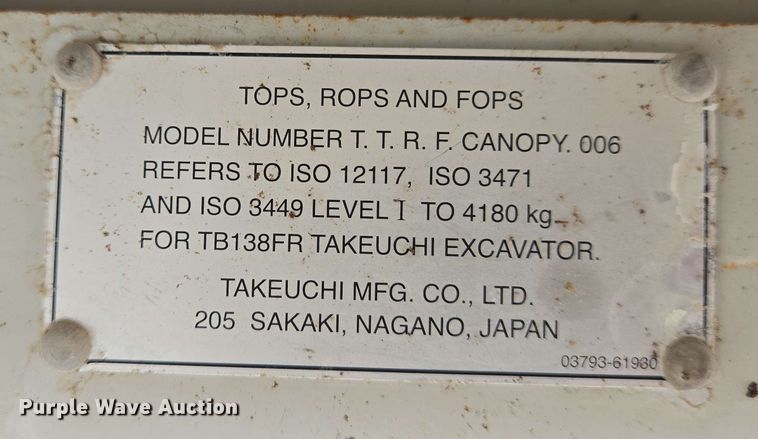 TOPS, ROPS AND FOPS
MODEL NUMBER T. T. R. F. CANOPY. 006
REFERS TO ISO 12117, ISO 3471
AND ISO 3449 LEVEL I TO 4180 kg
FOR TB138FR TAKEUCHI EXCAVATOR.
TAKEUCHI MFG. CO., LTD.
205 SAKAKI, NAGANO, JAPAN
03793-61930
Purple Wave Auction